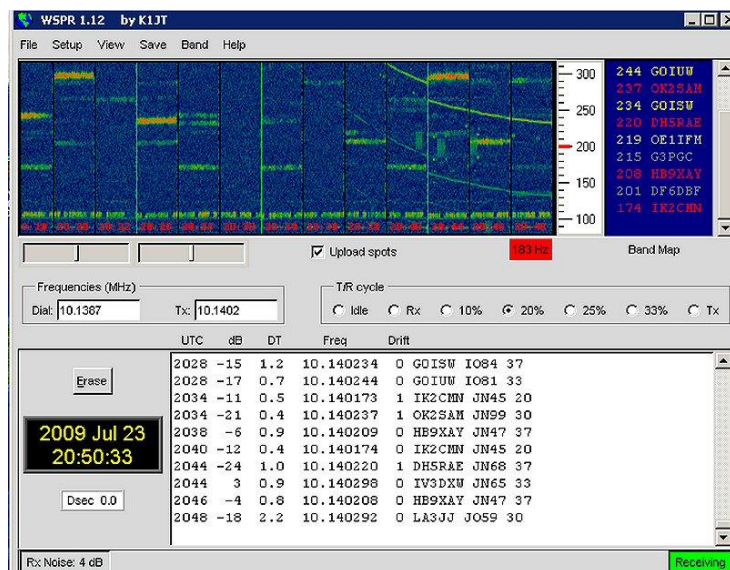 WSPR 1.12 by K1JT
File Setup View Save Band Help
300
250
200
150
100
244 G0IUW
237 OK2SAM
234 G0ISW
220 DH5RAE
219 OE1IFM
215 G3PGC
208 HB9XAY
201 DF6DBF
174 IK2CMN
Upload spots
183 Hz
Band Map
Frequencies (MHz)
Dial: 10.1387 Tx: 10.1402
T/R cycle
Idle Rx 10% 20% 25% 33% Tx
UTC dB DT Freq Drift
2028 -15 1.2 10.140234 0 G0ISW IO84 37
2028 -17 0.7 10.140244 0 G0IUW IO81 33
2034 -11 0.5 10.140173 1 IK2CMN JN45 20
2034 -21 0.4 10.140237 1 OK2SAM JN99 30
2038 -6 0.9 10.140209 0 HB9XAY JN47 37
2040 -12 0.4 10.140174 0 IK2CMN JN45 20
2044 -24 1.0 10.140220 1 DH5RAE JN68 37
2044 3 0.9 10.140298 0 IV3DXW JN65 33
2046 -4 0.8 10.140208 0 HB9XAY JN47 37
2048 -18 2.2 10.140292 0 LA3JJ JO59 30
Erase
2009 Jul 23
20:50:33
Dsec 0.0
Rx Noise: 4 dB
Receiving